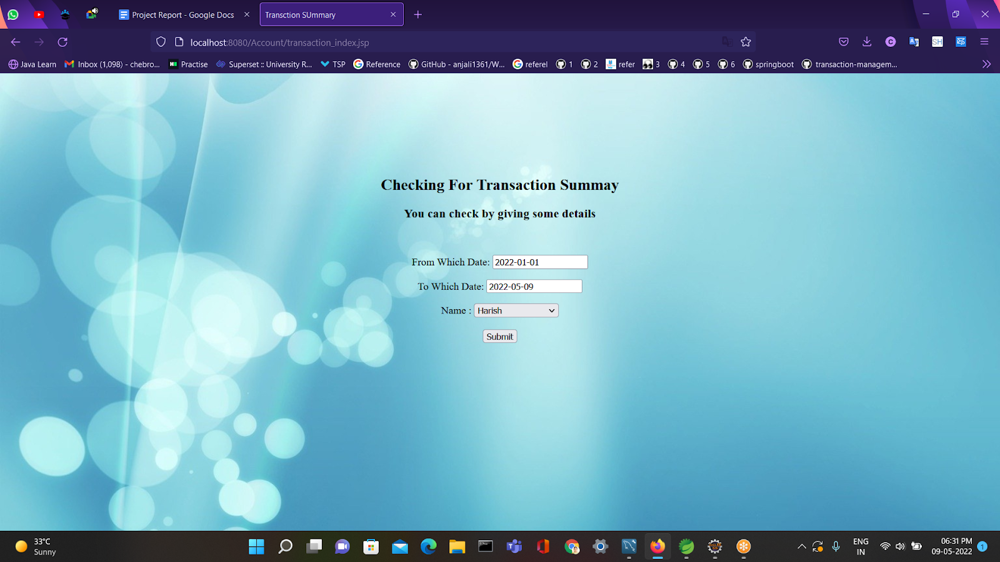 Project Report - Google Docs
Transction SUmmary
localhost:8080/Account/transaction_index.jsp
C
SH
Java Learn
Inbox (1,098) - chebro...
Practise
Superset :: University R...
TSP
Reference
GitHub - anjali1361/W...
referel
1
2
refer
3
4
5
6
springboot
transaction-managem...
Checking For Transaction Summay
You can check by giving some details
From Which Date: 2022-01-01
To Which Date: 2022-05-09
Name : Harish
Submit
33°C
Sunny
ENG
IN
06:31 PM
09-05-2022
1